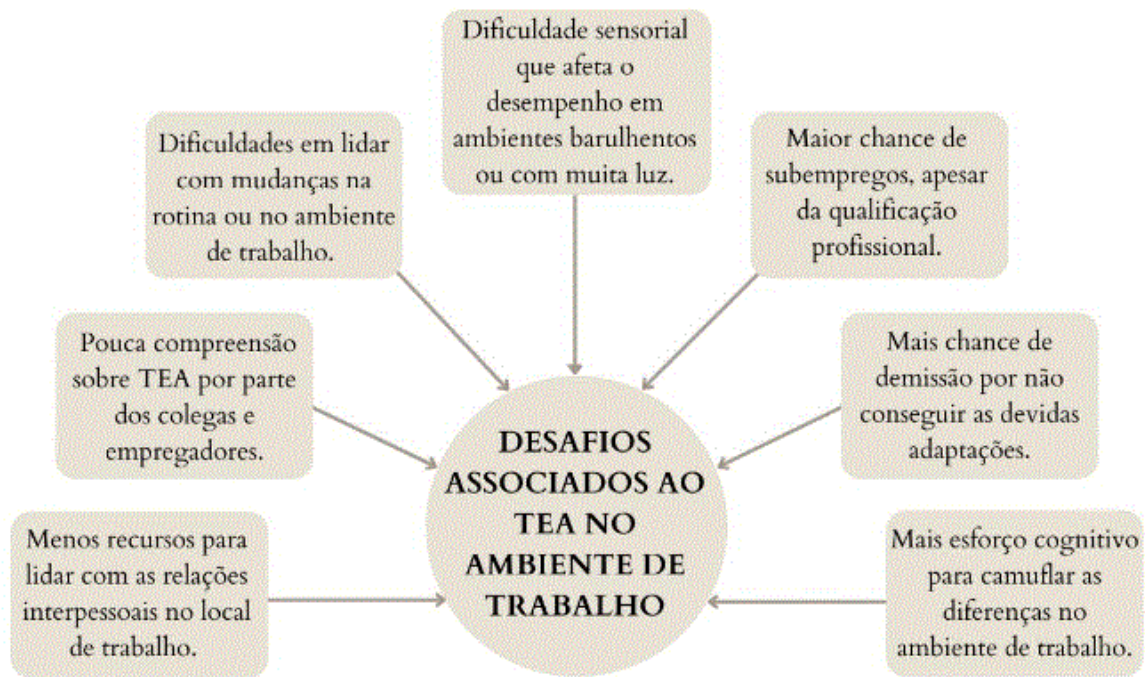 Dificuldade sensorial
que afeta o
desempenho em
ambientes barulhentos
ou com muita luz.
Dificuldades em lidar
com mudanças na
rotina ou no ambiente
de trabalho.
Maior chance de
subempregos, apesar
da qualificação
profissional.
Pouca compreensão
sobre TEA por parte
dos colegas e
empregadores.
Mais chance de
demissão por não
conseguir as devidas
adaptações.
DESAFIOS
ASSOCIADOS AO
TEA NO
AMBIENTE DE
TRABALHO
Menos recursos para
lidar com as relações
interpessoais no local
de trabalho.
Mais esforço cognitivo
para camuflar as
diferenças no
ambiente de trabalho.